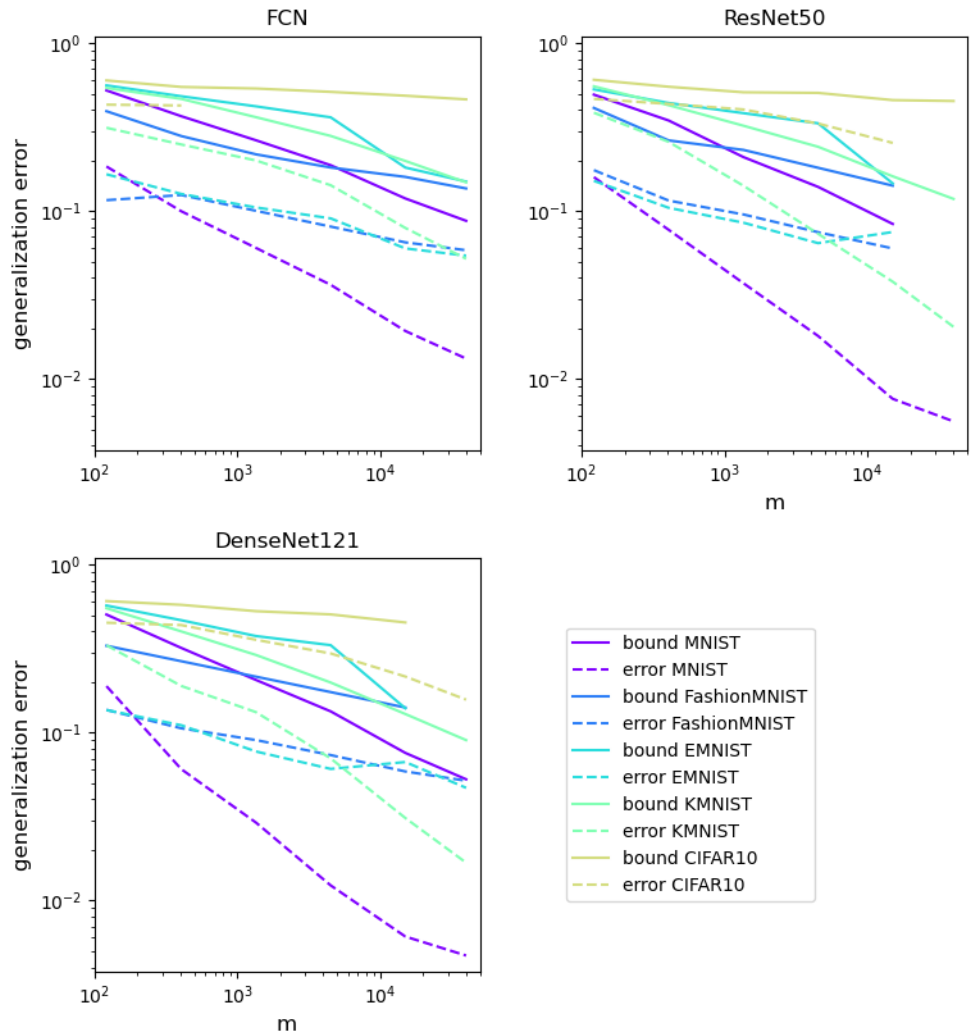 FCN
ResNet50
generalization error
10⁰
10⁻¹
10⁻²
10²
10³
10⁴
10⁰
10⁻¹
10⁻²
10²
10³
10⁴
m
DenseNet121
generalization error
10⁰
10⁻¹
10⁻²
10²
10³
10⁴
m
bound MNIST
error MNIST
bound FashionMNIST
error FashionMNIST
bound EMNIST
error EMNIST
bound KMNIST
error KMNIST
bound CIFAR10
error CIFAR10